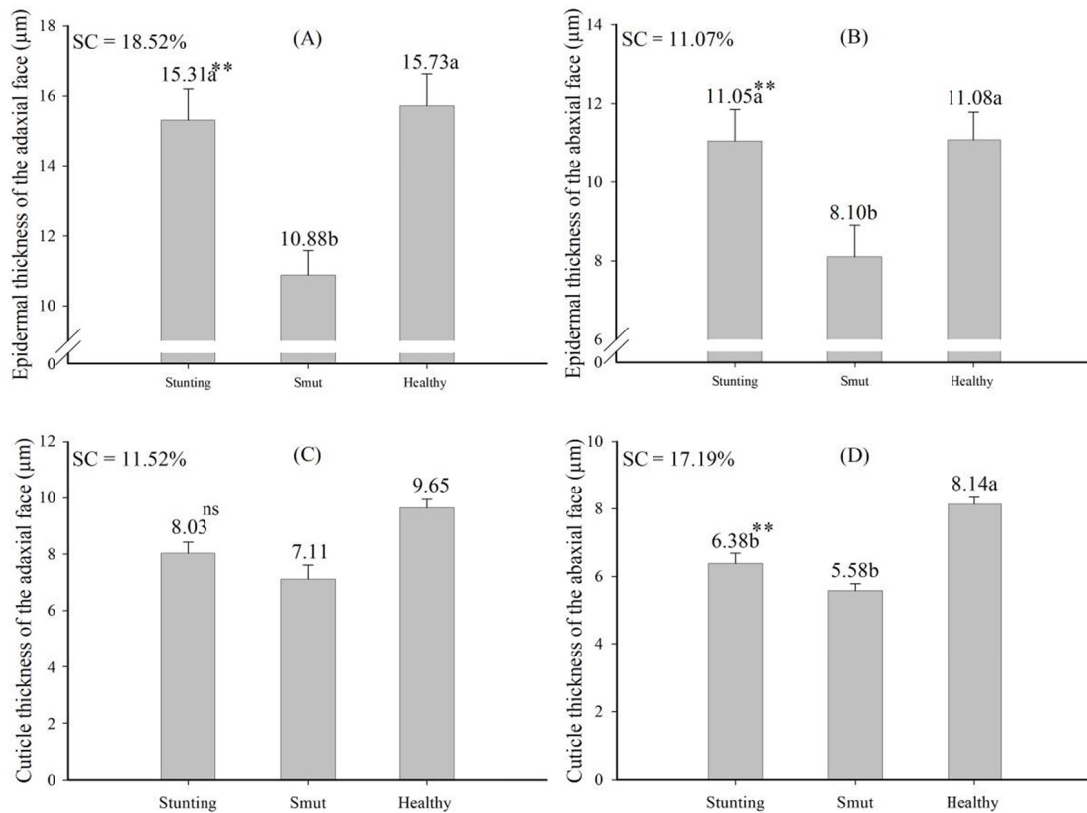 SC = 18.52%
(A)
Epidermal thickness of the adaxial face (µm)
18
16
14
12
10
0
15.31a**
10.88b
15.73a
Stunting
Smut
Healthy
SC = 11.07%
(B)
Epidermal thickness of the abaxial face (µm)
14
12
10
8
6
0
11.05a**
8.10b
11.08a
Stunting
Smut
Healthy
SC = 11.52%
(C)
Cuticle thickness of the adaxial face (µm)
12
10
8
6
4
2
0
8.03 ns
7.11
9.65
Stunting
Smut
Healthy
SC = 17.19%
(D)
Cuticle thickness of the abaxial face (µm)
10
8
6
4
2
0
6.38b**
5.58b
8.14a
Stunting
Smut
Healthy